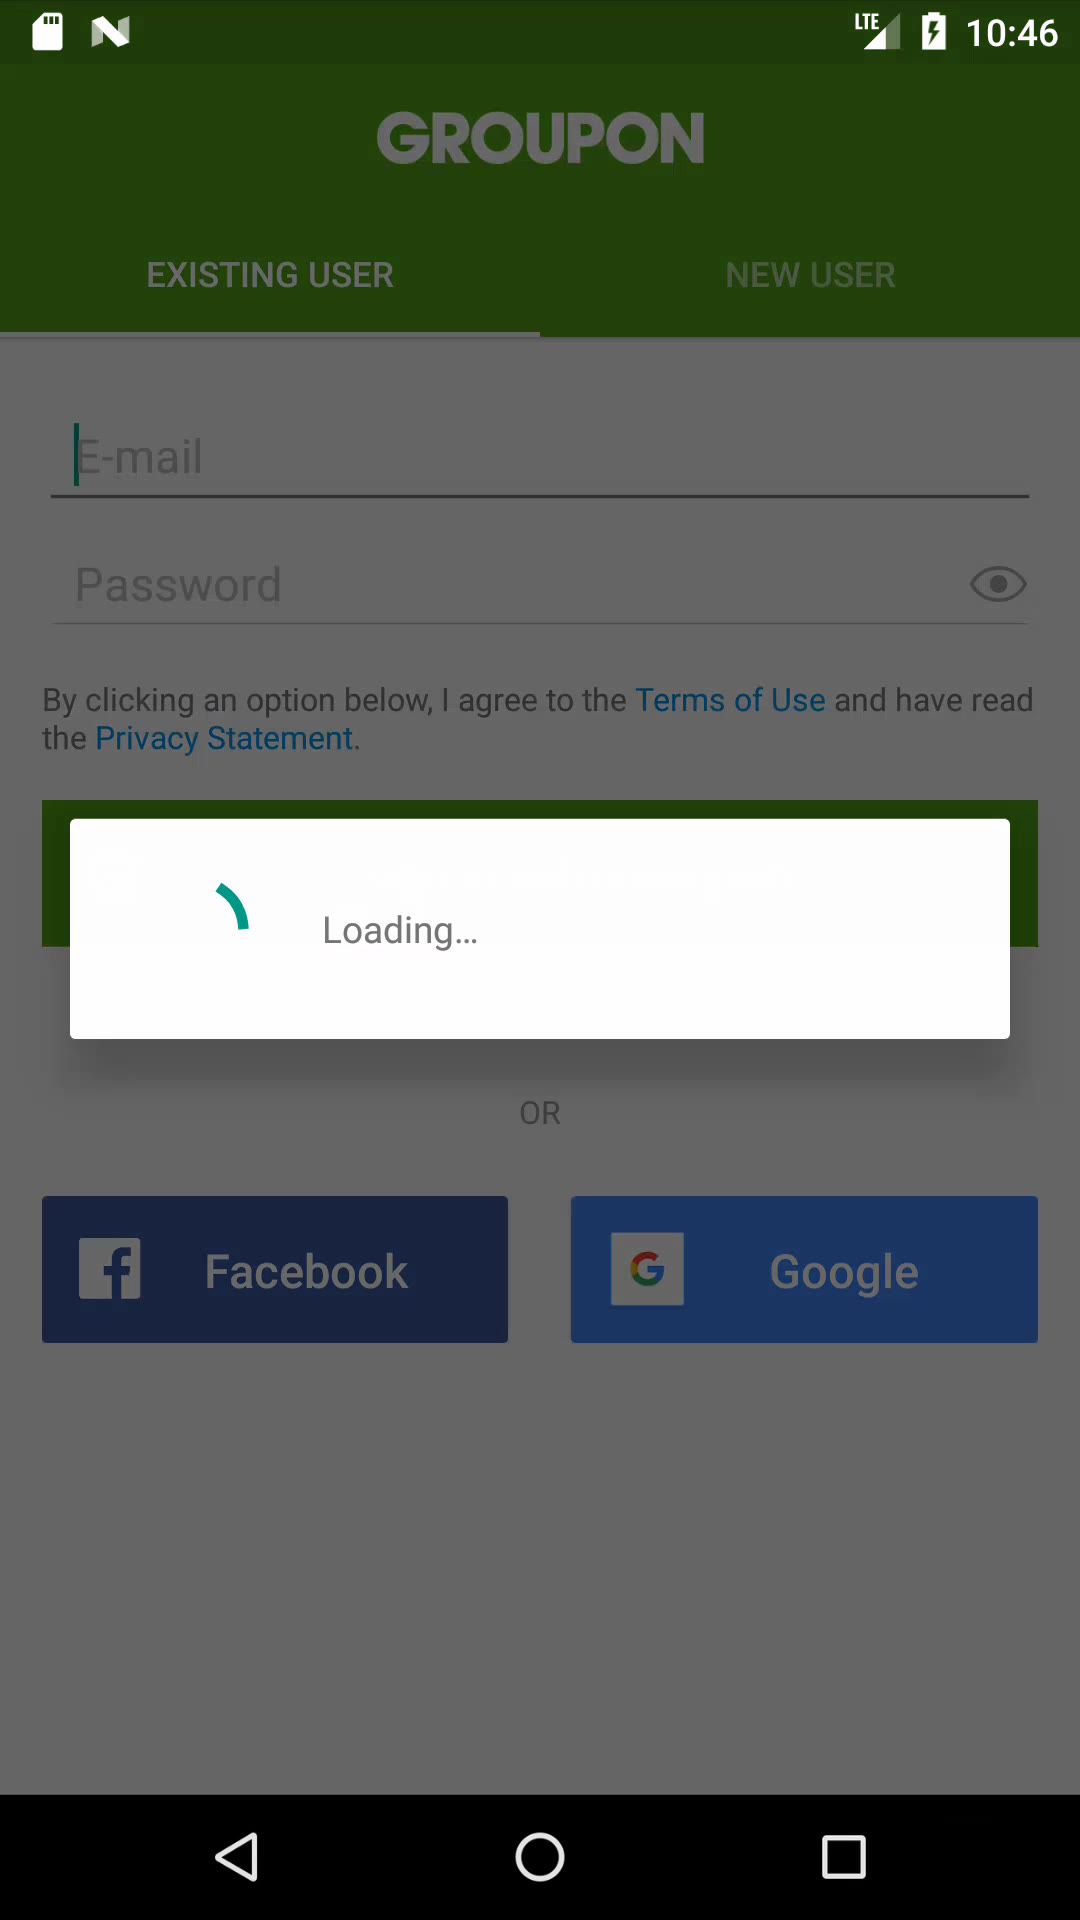 LTE 10:46
GROUPON
EXISTING USER NEW USER
E-mail
Password
By clicking an option below, I agree to the Terms of Use and have read
the Privacy Statement.
Loading...
OR
Facebook Google